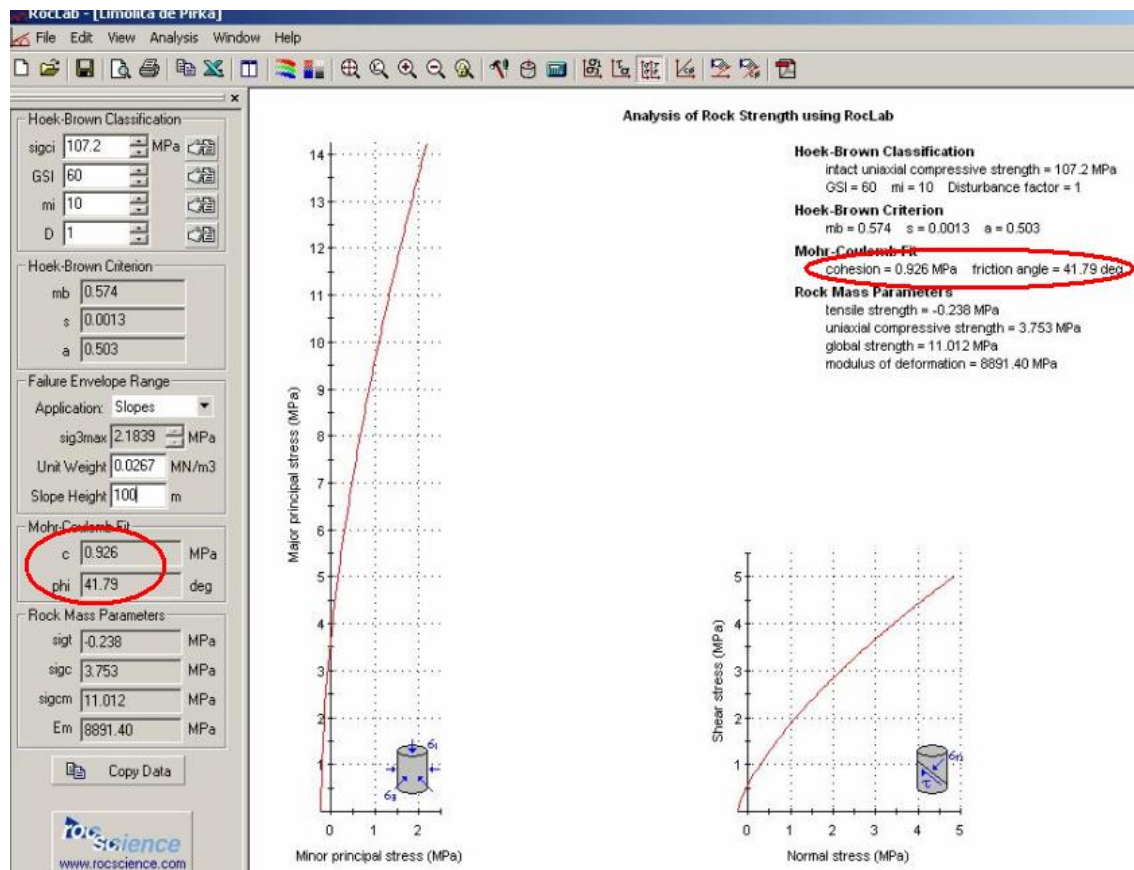 RocLab - [Limolita de Pirka]
File Edit View Analysis Window Help
Hoek-Brown Classification
sigci 107.2 MPa
GSI 60
mi 10
D 1
Hoek-Brown Criterion
mb 0.574
s 0.0013
a 0.503
Failure Envelope Range
Application: Slopes
sig3max 2.1839 MPa
Unit Weight 0.0267 MN/m3
Slope Height 100 m
Mohr-Coulomb Fit
c 0.926 MPa
phi 41.79 deg
Rock Mass Parameters
sigt -0.238 MPa
sigc 3.753 MPa
sigcm 11.012 MPa
Em 8891.40 MPa
Copy Data
rocscience
www.rocscience.com
Analysis of Rock Strength using RocLab
Hoek-Brown Classification
intact uniaxial compressive strength = 107.2 MPa
GSI = 60 mi = 10 Disturbance factor = 1
Hoek-Brown Criterion
mb = 0.574 s = 0.0013 a = 0.503
Mohr-Coulomb Fit
cohesion = 0.926 MPa friction angle = 41.79 deg
Rock Mass Parameters
tensile strength = -0.238 MPa
uniaxial compressive strength = 3.753 MPa
global strength = 11.012 MPa
modulus of deformation = 8891.40 MPa
Major principal stress (MPa)
14
13
12
11
10
9
8
7
6
5
4
3
2
1
σ1
σ3
0 1 2
Minor principal stress (MPa)
Shear stress (MPa)
5
4
3
2
1
σn
τ
0 1 2 3 4 5
Normal stress (MPa)